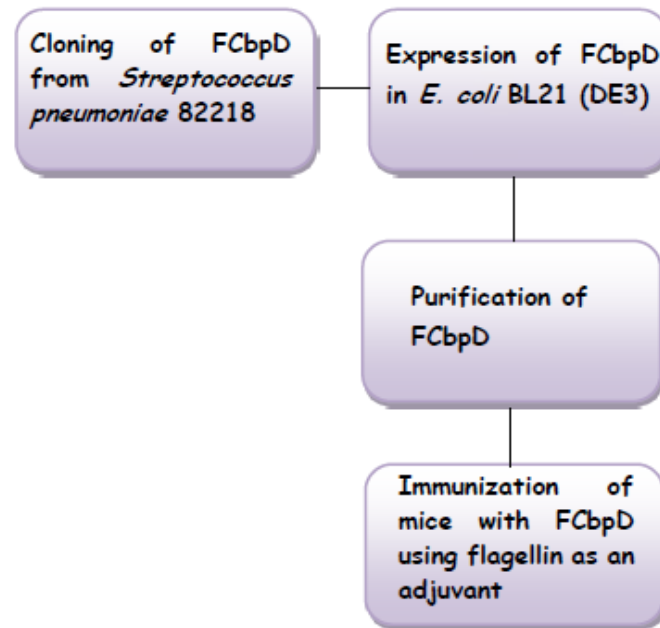 Cloning of FCbpD
from Streptococcus
pneumoniae 82218
Expression of FCbpD
in E. coli BL21 (DE3)
Purification of
FCbpD
Immunization of
mice with FCbpD
using flagellin as an
adjuvant